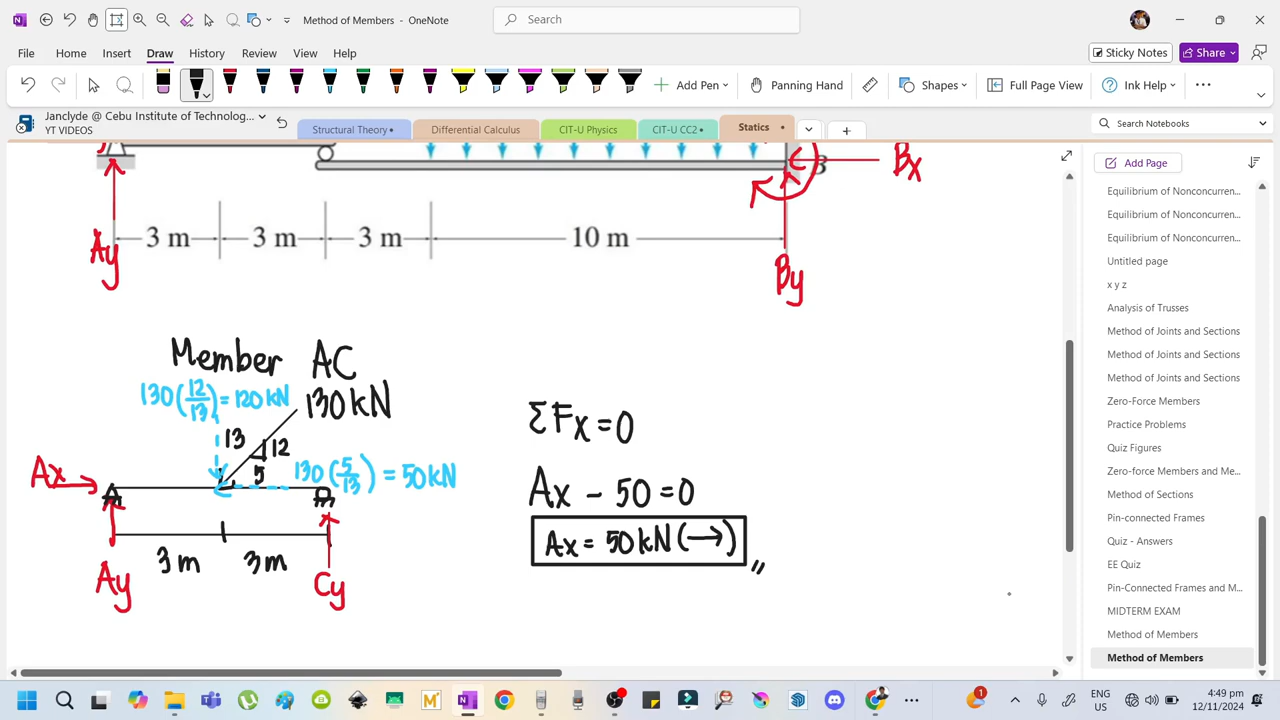 Method of Members - OneNote
Search
File Home Insert Draw History Review View Help
Sticky Notes
Share
Add Pen
Panning Hand
Shapes
Full Page View
Ink Help
Janclyde @ Cebu Institute of Technolog...
YT VIDEOS
Structural Theory
Differential Calculus
CIT-U Physics
CIT-U CC2
Statics
Search Notebooks
Add Page
Equilibrium of Nonconcurren
Equilibrium of Nonconcurren
Equilibrium of Nonconcurren
Untitled page
x y z
Analysis of Trusses
Method of Joints and Sections
Method of Joints and Sections
Method of Joints and Sections
Zero-Force Members
Practice Problems
Quiz Figures
Zero-force Members and Me
Method of Sections
Pin-connected Frames
Quiz - Answers
EE Quiz
Pin-Connected Frames and M...
MIDTERM EXAM
Method of Members
Method of Members
Bx
3 m 3 m 3 m 10 m
Ay
By
Member AC
130(12/13) = 120 kN
130 kN
13
12
5
130(5/13) = 50 kN
Ax
3 m 3 m
Ay
Cy
ΣFx = 0
Ax - 50 = 0
Ax = 50 kN (→)
ENG
US
4:49 pm
12/11/2024
1